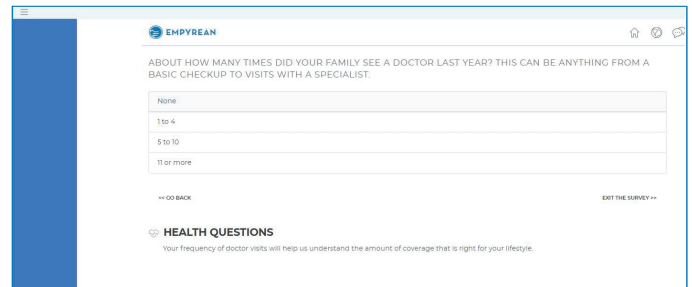 EMPYREAN
ABOUT HOW MANY TIMES DID YOUR FAMILY SEE A DOCTOR LAST YEAR? THIS CAN BE ANYTHING FROM A
BASIC CHECKUP TO VISITS WITH A SPECIALIST.
None
1 to 4
5 to 10
11 or more
<< GO BACK
EXIT THE SURVEY >>
HEALTH QUESTIONS
Your frequency of doctor visits will help us understand the amount of coverage that is right for your lifestyle.